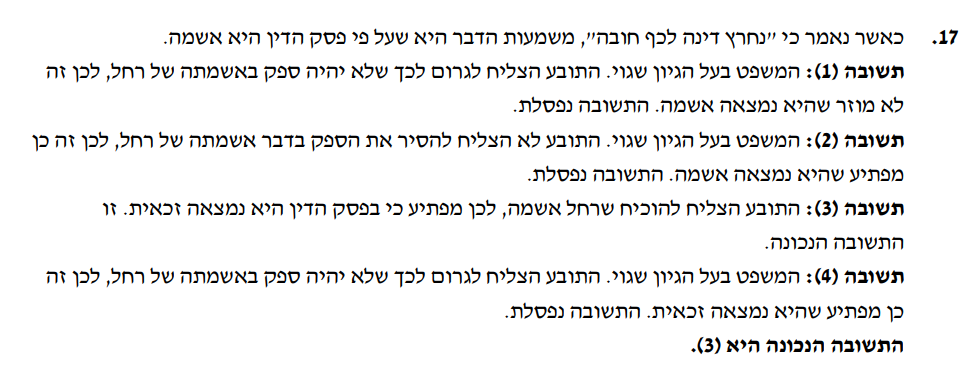 17. כאשר נאמר כי "נחרץ דינה לכף חובה", משמעות הדבר היא שעל פי פסק הדין היא אשמה.
תשובה (1): המשפט בעל הגיון שגוי. התובע הצליח לגרום לכך שלא יהיה ספק באשמתה של רחל, לכן זה
לא מוזר שהיא נמצאה אשמה. התשובה נפסלת.
תשובה (2): המשפט בעל הגיון שגוי. התובע לא הצליח להסיר את הספק בדבר אשמתה של רחל, לכן זה כן
מפתיע שהיא נמצאה אשמה. התשובה נפסלת.
תשובה (3): התובע הצליח להוכיח שרחל אשמה, לכן מפתיע כי בפסק הדין היא נמצאה זכאית. זו
התשובה הנכונה.
תשובה (4): המשפט בעל הגיון שגוי. התובע הצליח לגרום לכך שלא יהיה ספק באשמתה של רחל, לכן זה
כן מפתיע שהיא נמצאה זכאית. התשובה נפסלת.
התשובה הנכונה היא (3).